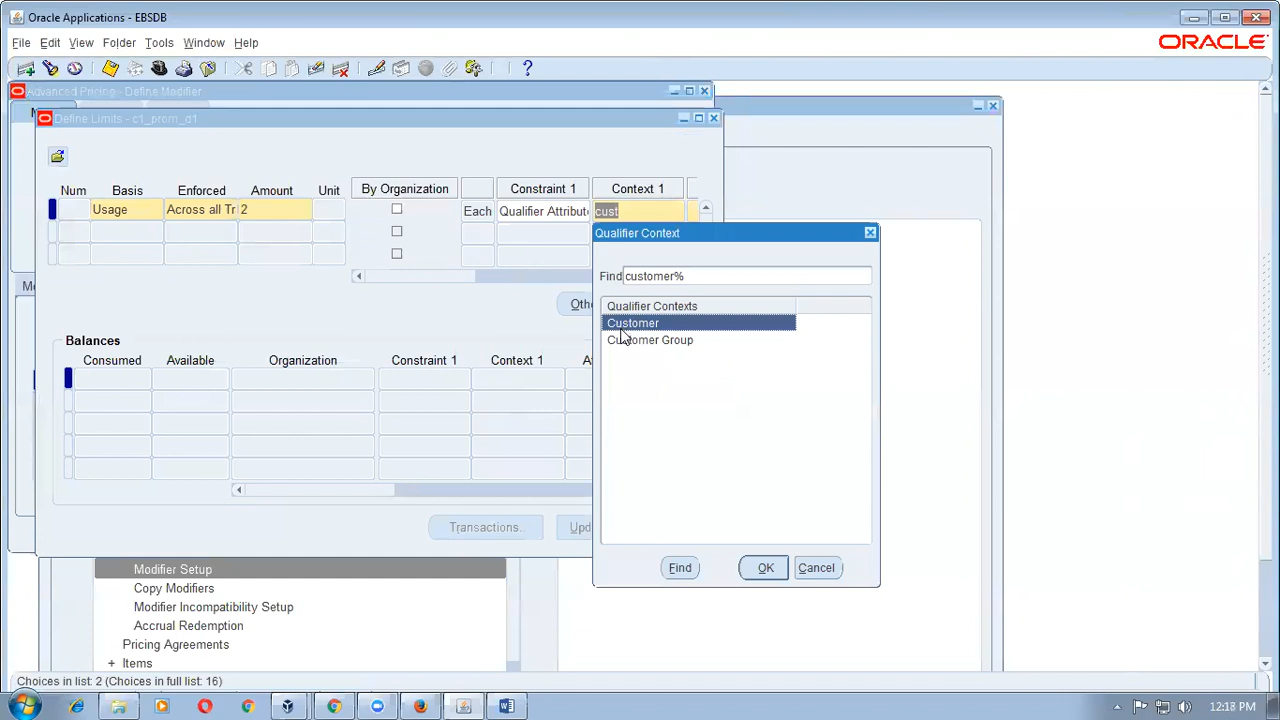 Oracle Applications - EBSDB
File Edit View Folder Tools Window Help
ORACLE
Advanced Pricing - Define Modifier
Define Limits - c1_prom_d1
Num Basis Enforced Amount Unit By Organization Constraint 1 Context 1
Usage Across all Tr 2 Each Qualifier Attribut cust
Qualifier Context
Find customer%
Qualifier Contexts
Customer
Customer Group
Balances
Consumed Available Organization Constraint 1 Context 1
Transactions..
Find OK Cancel
Modifier Setup
Copy Modifiers
Modifier Incompatibility Setup
Accrual Redemption
Pricing Agreements
+ Items
Choices in list: 2 (Choices in full list: 16)
12:18 PM